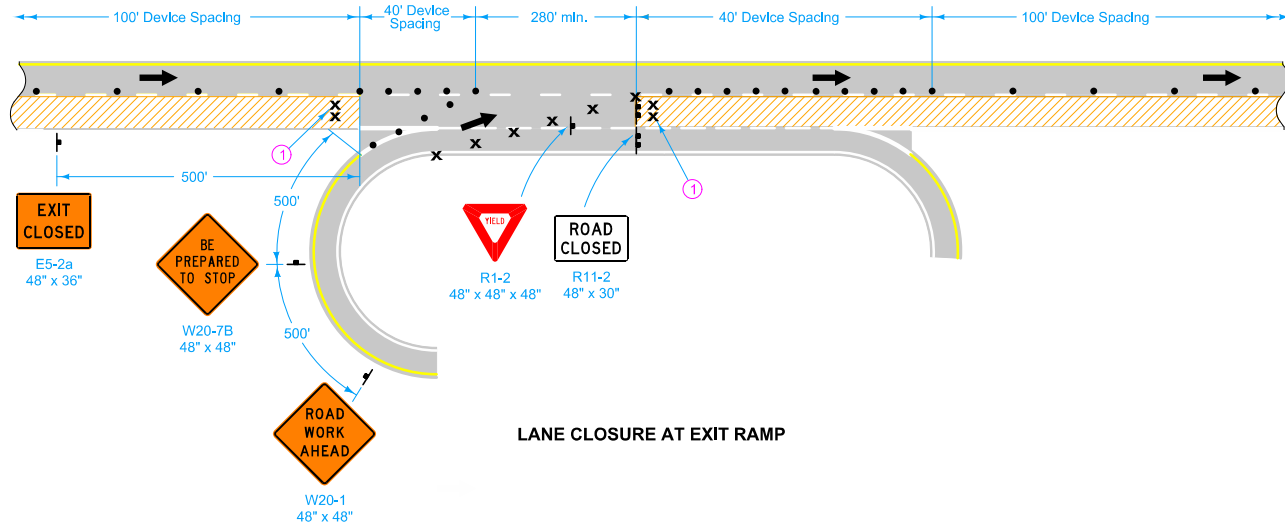 100' Device Spacing
40' Device
Spacing
280' min.
40' Device Spacing
100' Device Spacing
1
500'
500'
1
EXIT
CLOSED
E5-2a
48" x 36"
BE
PREPARED
TO STOP
W20-7B
48" x 48"
YIELD
R1-2
48" x 48" x 48"
ROAD
CLOSED
R11-2
48" x 30"
500'
ROAD
WORK
AHEAD
W20-1
48" x 48"
LANE CLOSURE AT EXIT RAMP